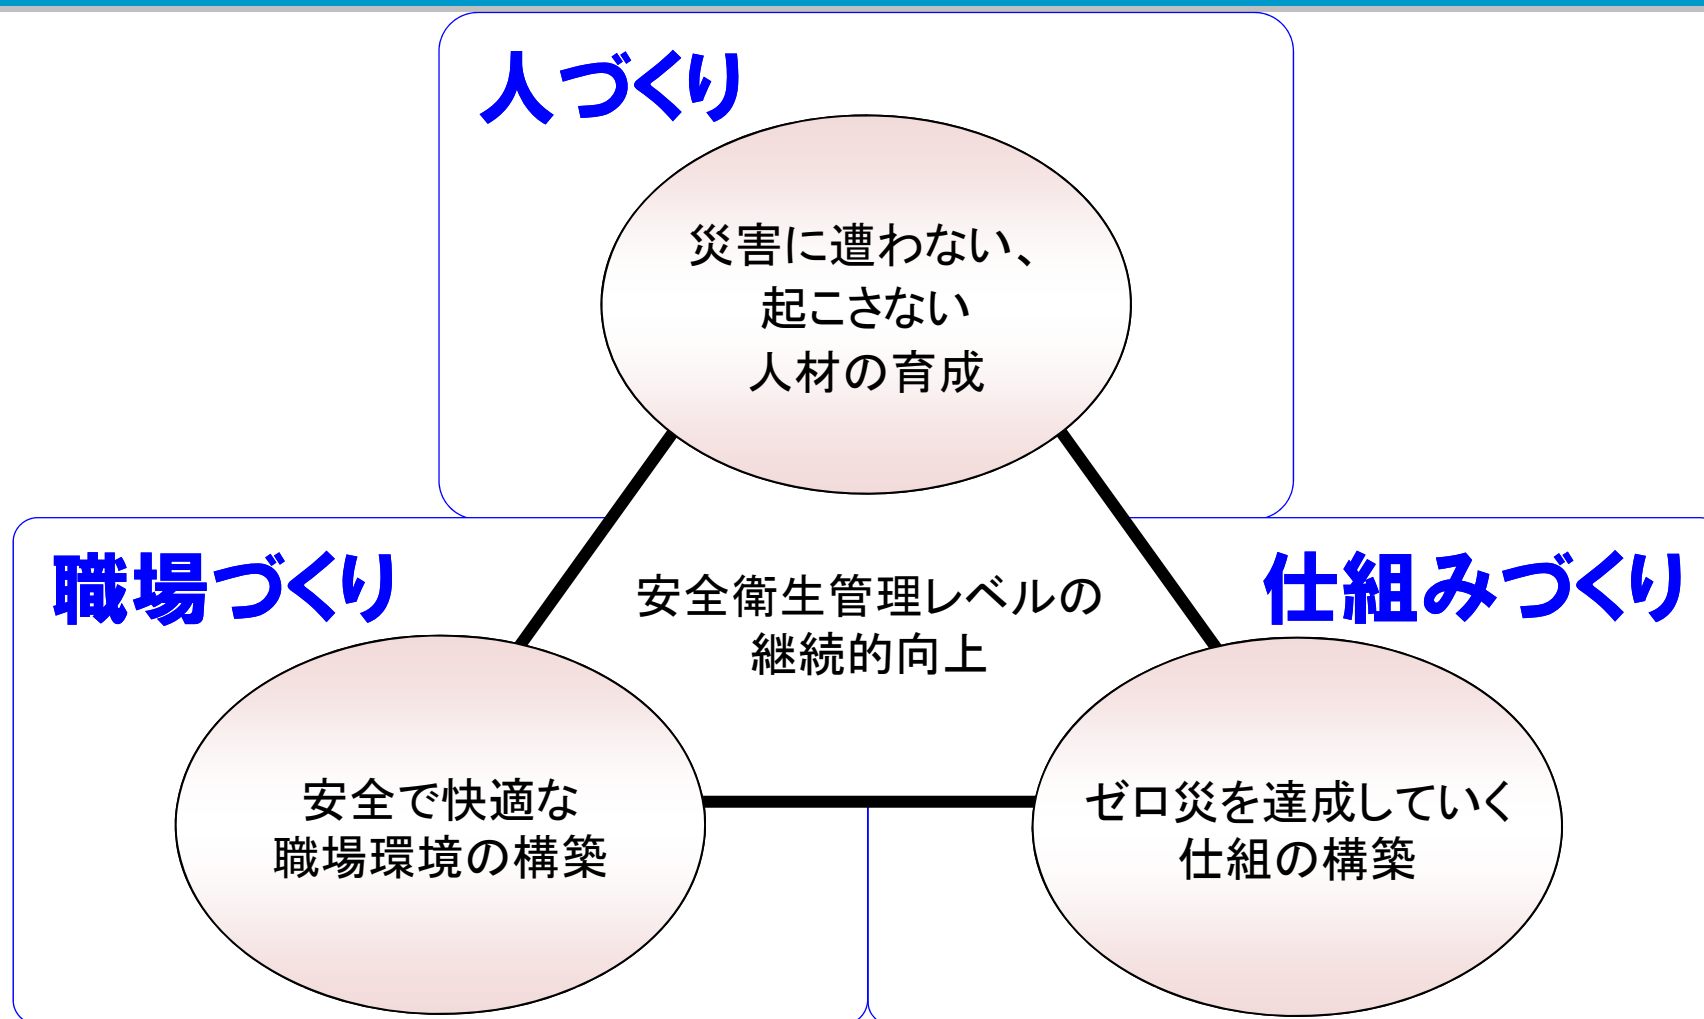 人づくり
災害に遭わない、
起こさない
人材の育成
職場づくり
安全衛生管理レベルの
継続的向上
仕組みづくり
安全で快適な
職場環境の構築
ゼロ災を達成していく
仕組の構築